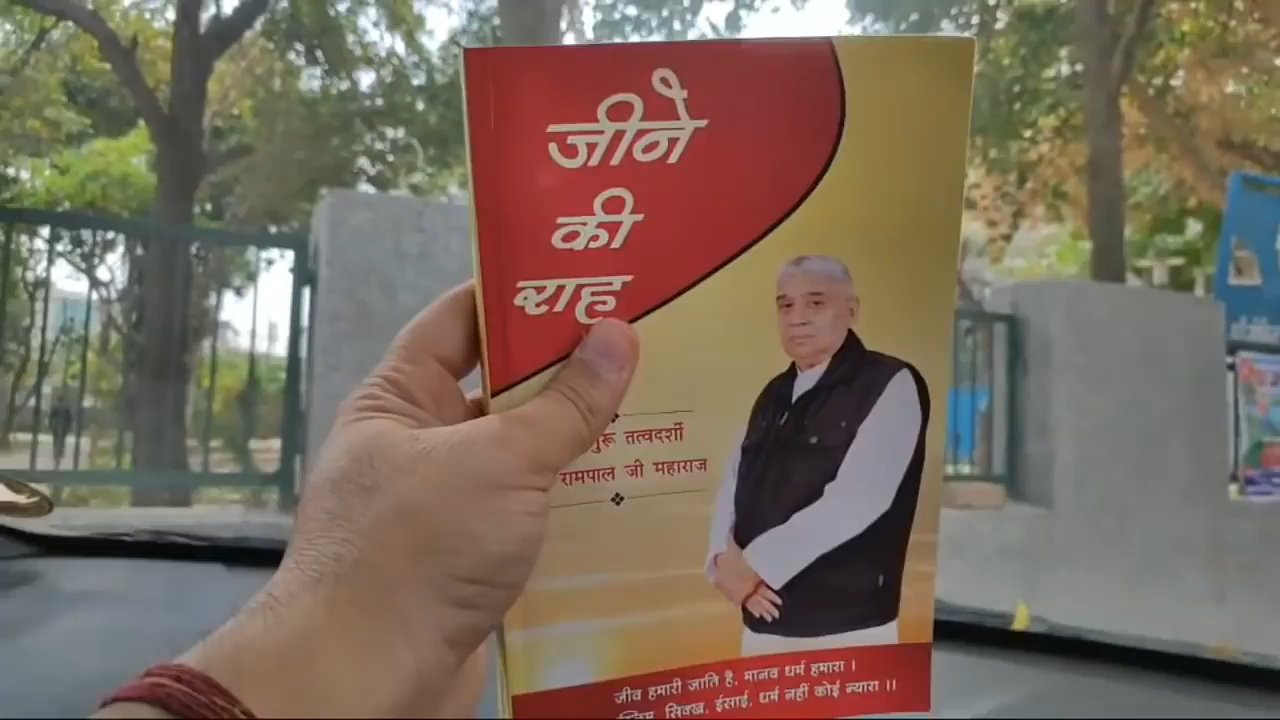 जीने
की
राह
तत्वदर्शी
रामपाल जी महाराज
जीव हमारी जाति है, मानव धर्म हमारा ।
सिक्ख, ईसाई, धर्म नहीं कोई न्यारा ।।